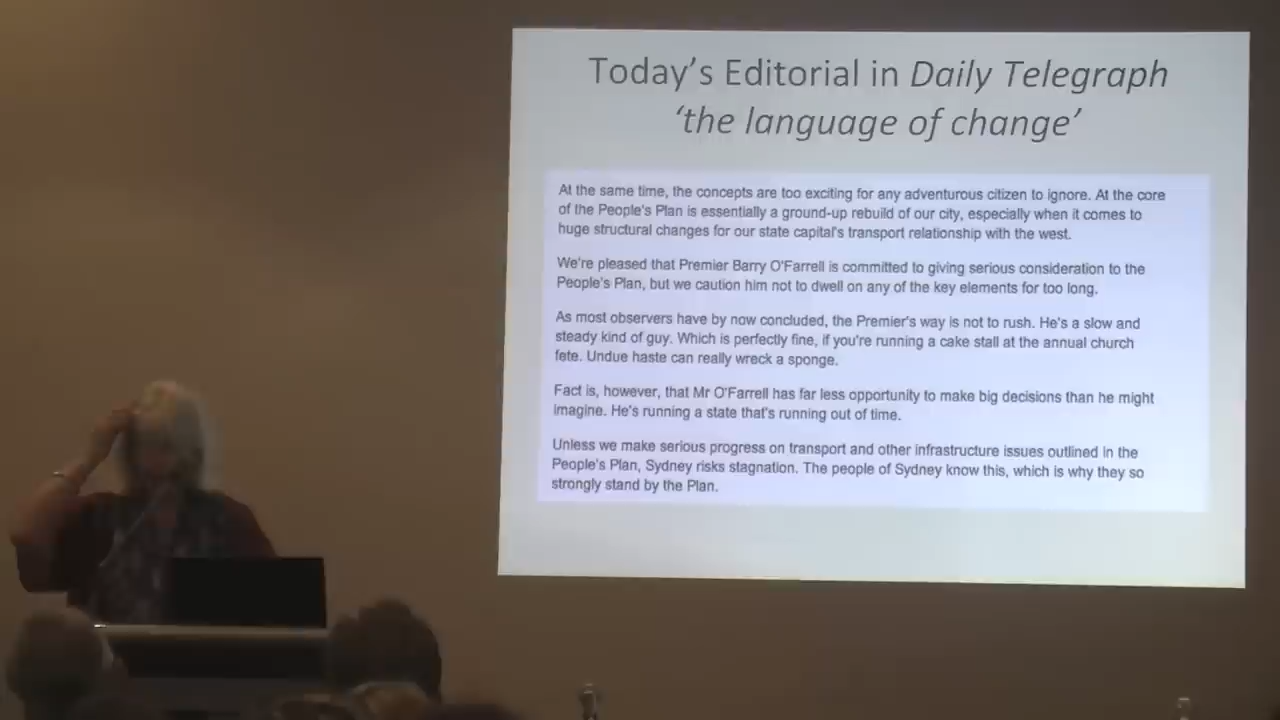 Today's Editorial in Daily Telegraph
‘the language of change’
At the same time, the concepts are too exciting for any adventurous citizen to ignore. At the core
of the People's Plan is essentially a ground-up rebuild of our city, especially when it comes to
huge structural changes for our state capital's transport relationship with the west.
We're pleased that Premier Barry O'Farrell is committed to giving serious consideration to the
People's Plan, but we caution him not to dwell on any of the key elements for too long.
As most observers have by now concluded, the Premier's way is not to rush. He's a slow and
steady kind of guy. Which is perfectly fine, if you're running a cake stall at the annual church
fete. Undue haste can really wreck a sponge.
Fact is, however, that Mr O'Farrell has far less opportunity to make big decisions than he might
imagine. He's running a state that's running out of time.
Unless we make serious progress on transport and other infrastructure issues outlined in the
People's Plan, Sydney risks stagnation. The people of Sydney know this, which is why they so
strongly stand by the Plan.